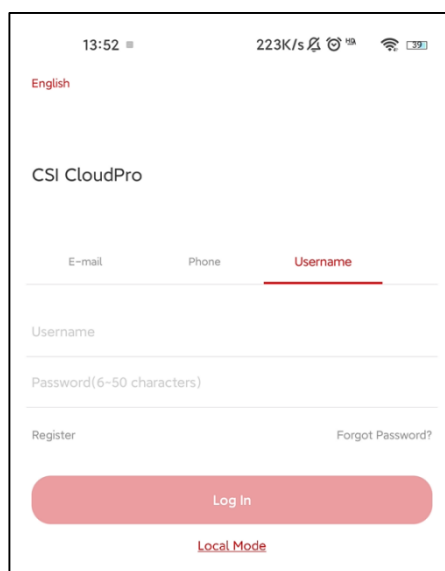 13:52 223K/s 39
English
CSI CloudPro
E-mail Phone Username
Username
Password(6-50 characters)
Register Forgot Password?
Log In
Local Mode